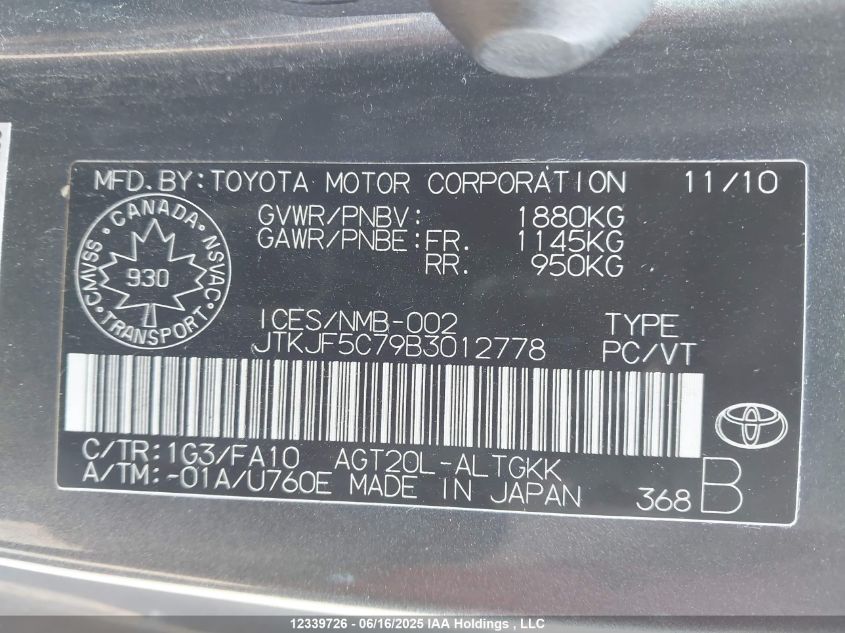 MFD.BY:TOYOTA MOTOR CORPORATION 11/10
GVWR/PNBV: 1880KG
GAWR/PNBE:FR. 1145KG
RR. 950KG
CANADA
CMVSS 930 NSVAC
TRANSPORT
ICES/NMB-002 TYPE
JTKJF5C79B3012778 PC/VT
C/TR:1G3/FA10 AGT20L-ALTGKK
A/TM:-01A/U760E MADE IN JAPAN 368 B
12339726 - 06/16/2025 IAA Holdings , LLC